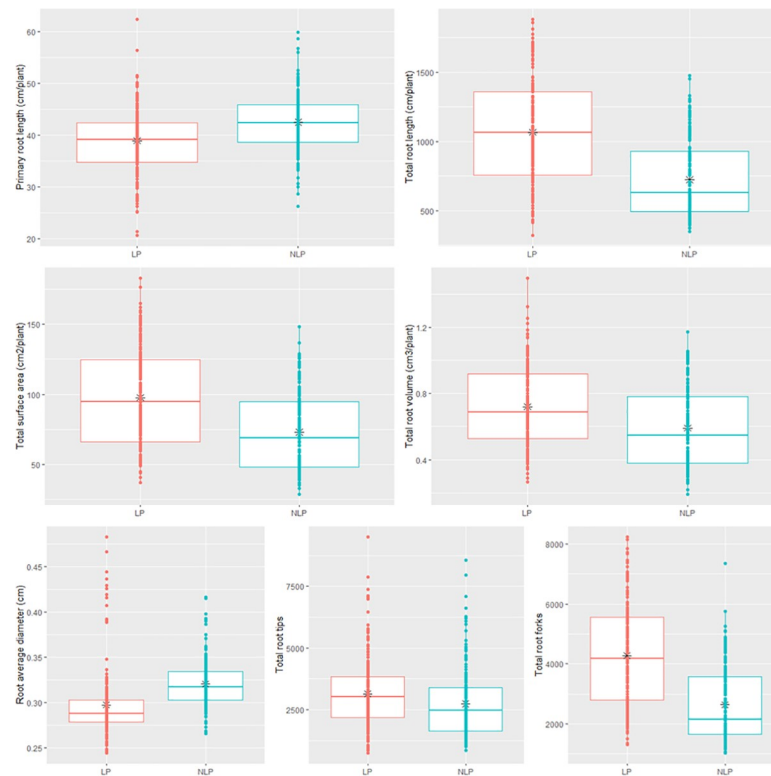 Primary root length (cm/plant)
60
50
40
30
20
LP
NLP
Total root length (cm/plant)
1500
1000
500
LP
NLP
Total surface area (cm2/plant)
150
100
50
LP
NLP
Total root volume (cm3/plant)
1.2
0.8
0.4
LP
NLP
Root average diameter (cm)
0.45
0.40
0.35
0.30
0.25
LP
NLP
Total root tips
7500
5000
2500
LP
NLP
Total root forks
8000
6000
4000
2000
LP
NLP